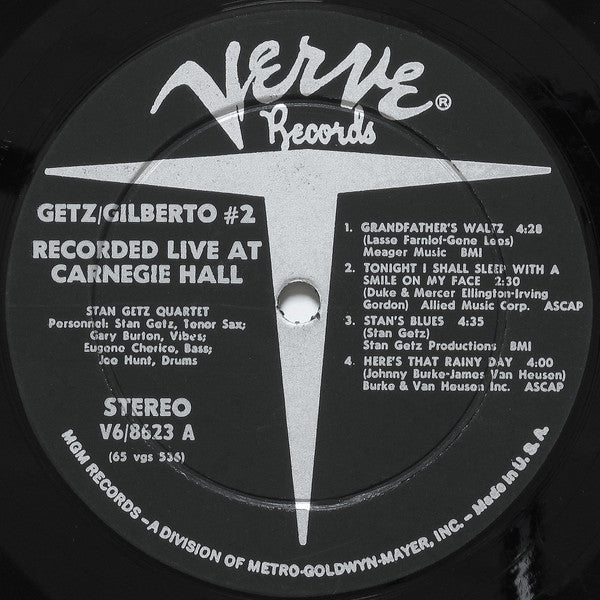 Verve®
Records
GETZ/GILBERTO #2
RECORDED LIVE AT
CARNEGIE HALL
STAN GETZ QUARTET
Personnel: Stan Getz, Tenor Sax;
Gary Burton, Vibes;
Eugene Cherico, Bass;
Joe Hunt, Drums
STEREO
V6/8623 A
(65 vgs 536)
1. GRANDFATHER'S WALTZ 4:28
(Lasse Farnlof-Gene Lees)
Meager Music BMI
2. TONIGHT I SHALL SLEEP WITH A
SMILE ON MY FACE 2:30
(Duke & Mercer Ellington-Irving
Gordon) Allied Music Corp. ASCAP
3. STAN'S BLUES 4:35
(Stan Getz)
Stan Getz Productions BMI
4. HERE'S THAT RAINY DAY 4:00
(Johnny Burke-James Van Heusen)
Burke & Van Heusen Inc. ASCAP
MGM RECORDS – A DIVISION OF METRO-GOLDWYN-MAYER, INC. – Made in U.S.A.